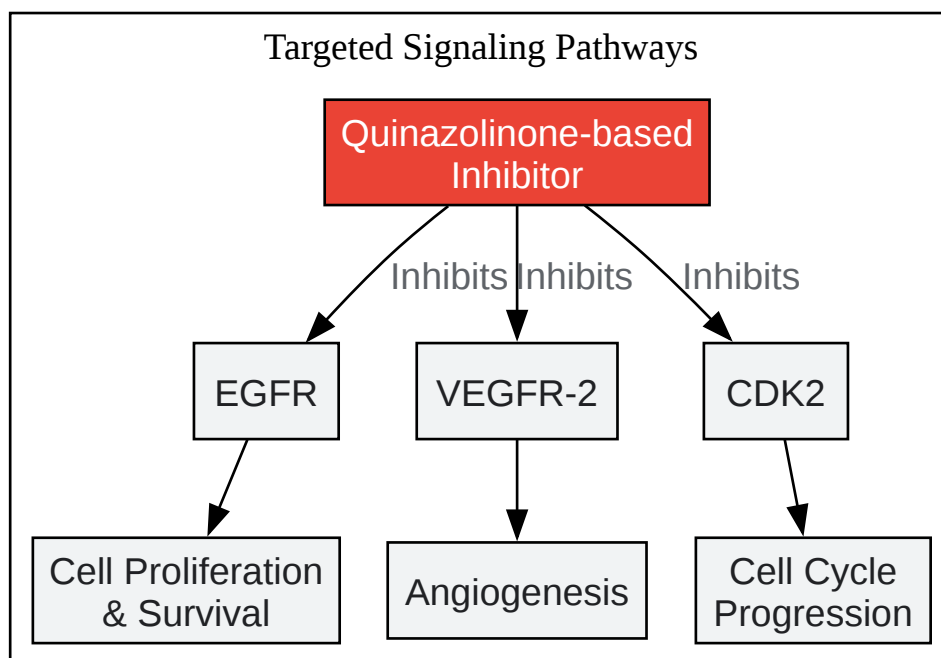 Targeted Signaling Pathways
Quinazolinone-based
Inhibitor
Inhibits Inhibits Inhibits
EGFR VEGFR-2 CDK2
Cell Proliferation
& Survival
Angiogenesis
Cell Cycle
Progression